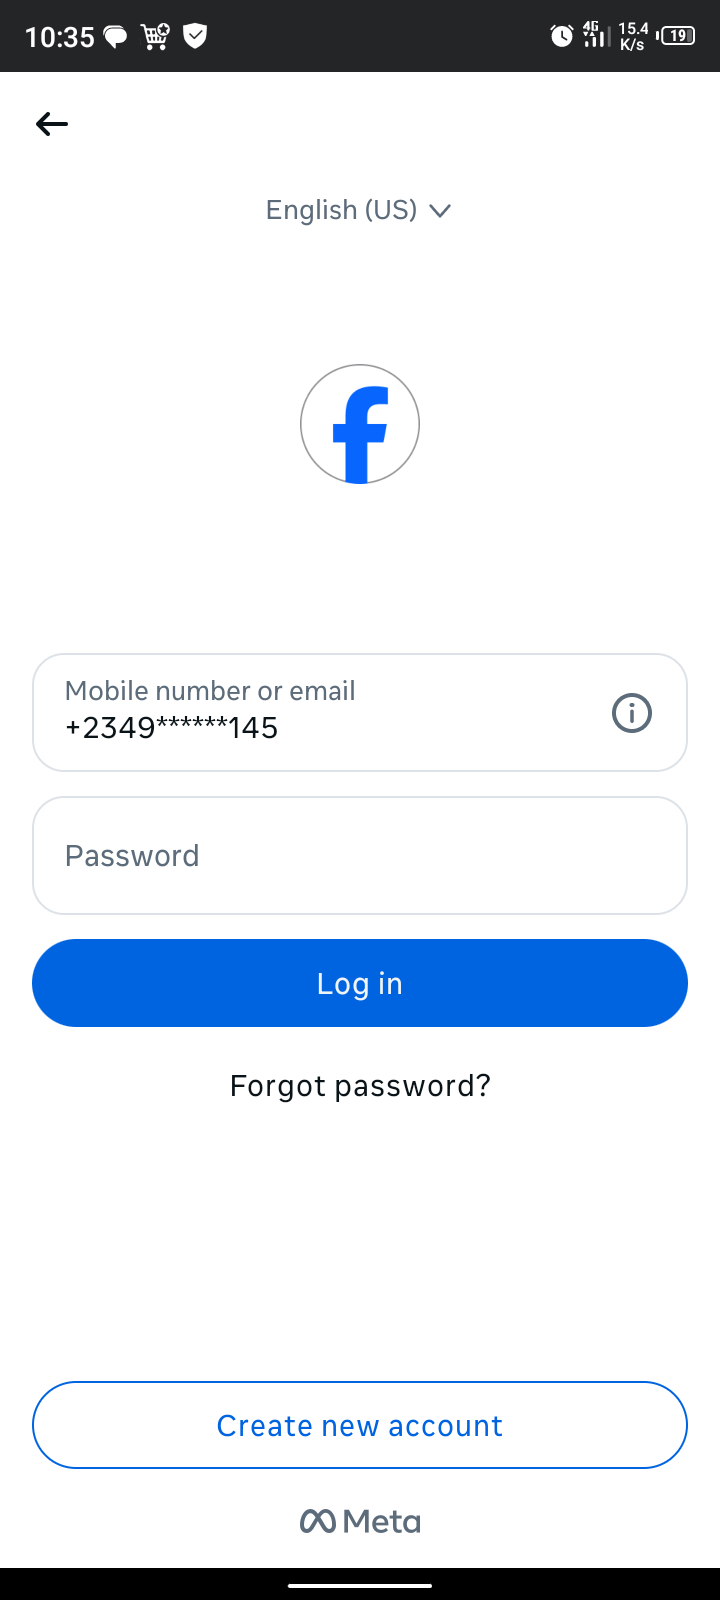 10:35 4G 15.4 K/s 19
English (US)
f
Mobile number or email
+2349******145
Password
Log in
Forgot password?
Create new account
Meta